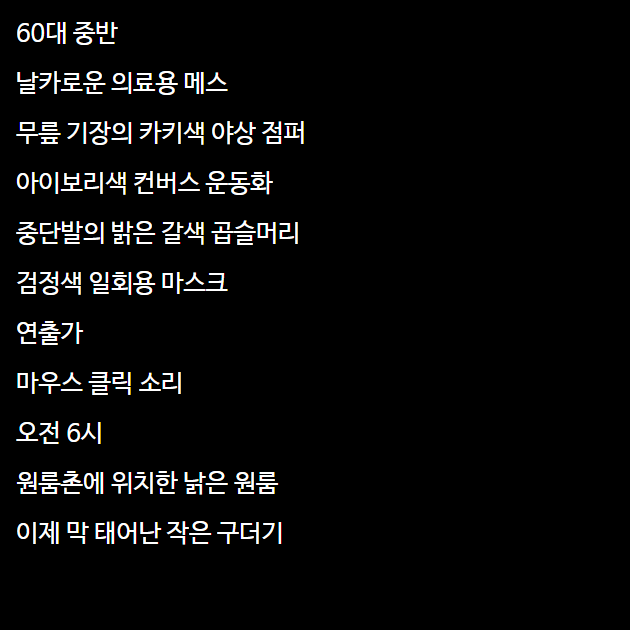 60대 중반
날카로운 의료용 메스
무릎 기장의 카키색 야상 점퍼
아이보리색 컨버스 운동화
중단발의 밝은 갈색 곱슬머리
검정색 일회용 마스크
연출가
마우스 클릭 소리
오전 6시
원룸촌에 위치한 낡은 원룸
이제 막 태어난 작은 구더기